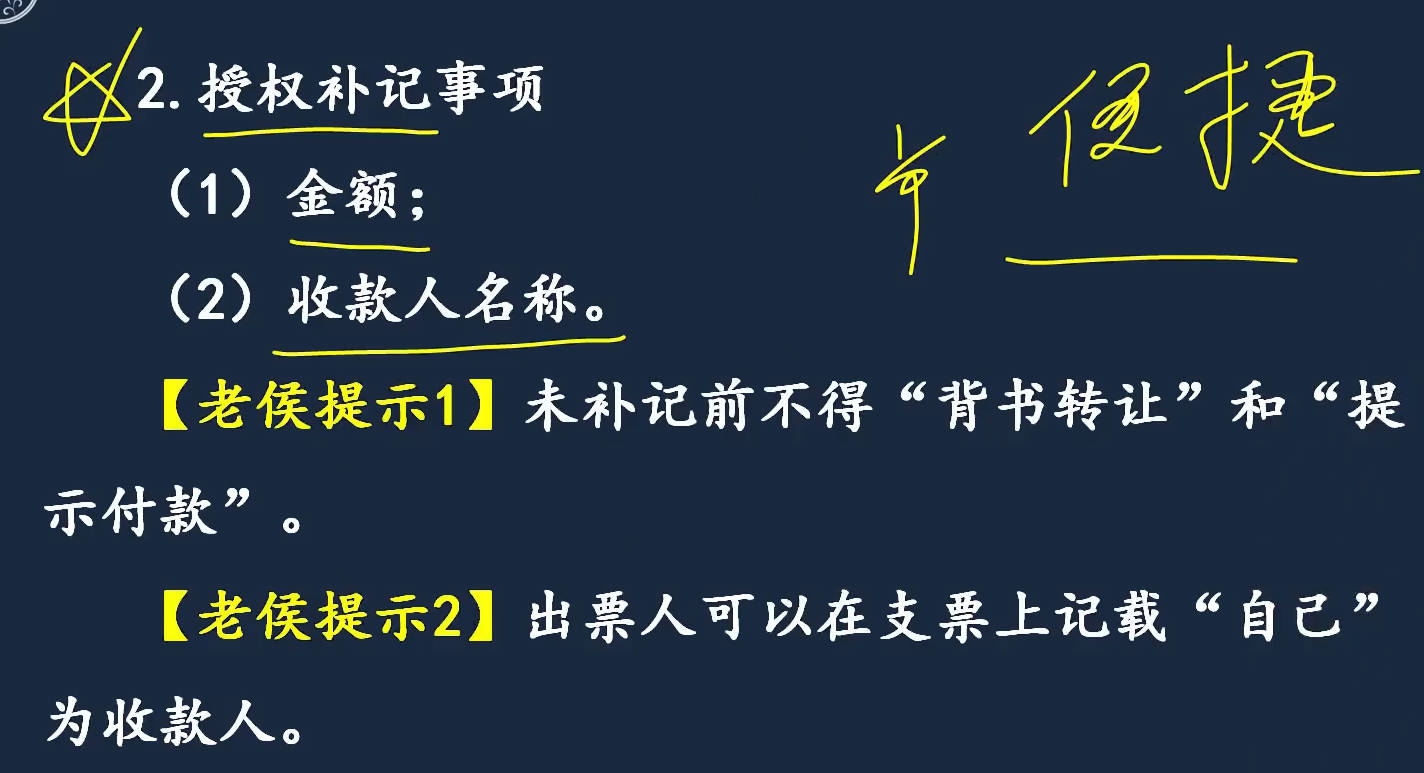 2. 授权补记事项
便捷
（1）金额；
（2）收款人名称。
【老侯提示1】未补记前不得“背书转让”和“提
示付款”。
【老侯提示2】出票人可以在支票上记载“自己”
为收款人。